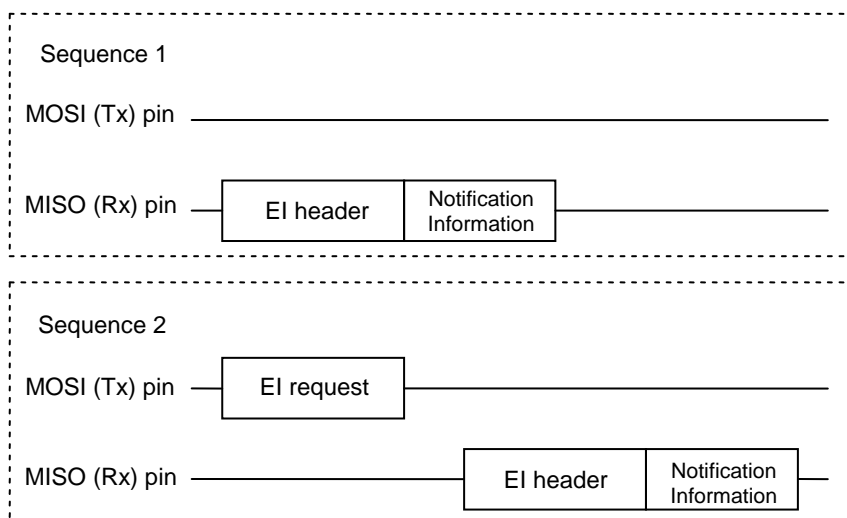 Sequence 1
MOSI (Tx) pin
MISO (Rx) pin
EI header
Notification
Information
Sequence 2
MOSI (Tx) pin
EI request
MISO (Rx) pin
EI header
Notification
Information